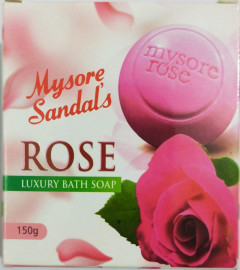 mysore
rose
Mysore
Sandal's
ROSE
LUXURY BATH SOAP
150g